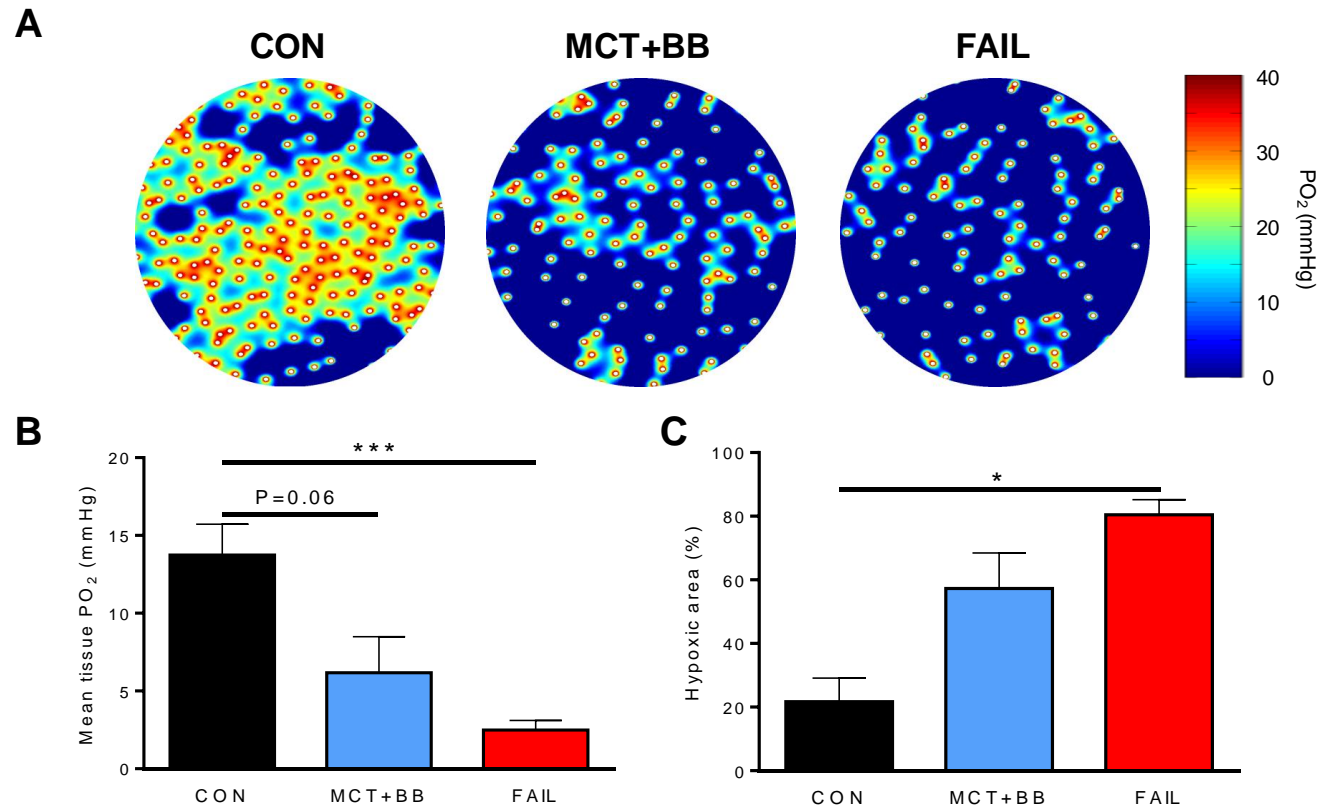 A
CON
MCT+BB
FAIL
40
30
20
10
0
PO₂ (mmHg)
B
***
P=0.06
20
15
10
5
0
Mean tissue PO₂ (mmHg)
CON
MCT+BB
FAIL
C
*
100
80
60
40
20
0
Hypoxic area (%)
CON
MCT+BB
FAIL